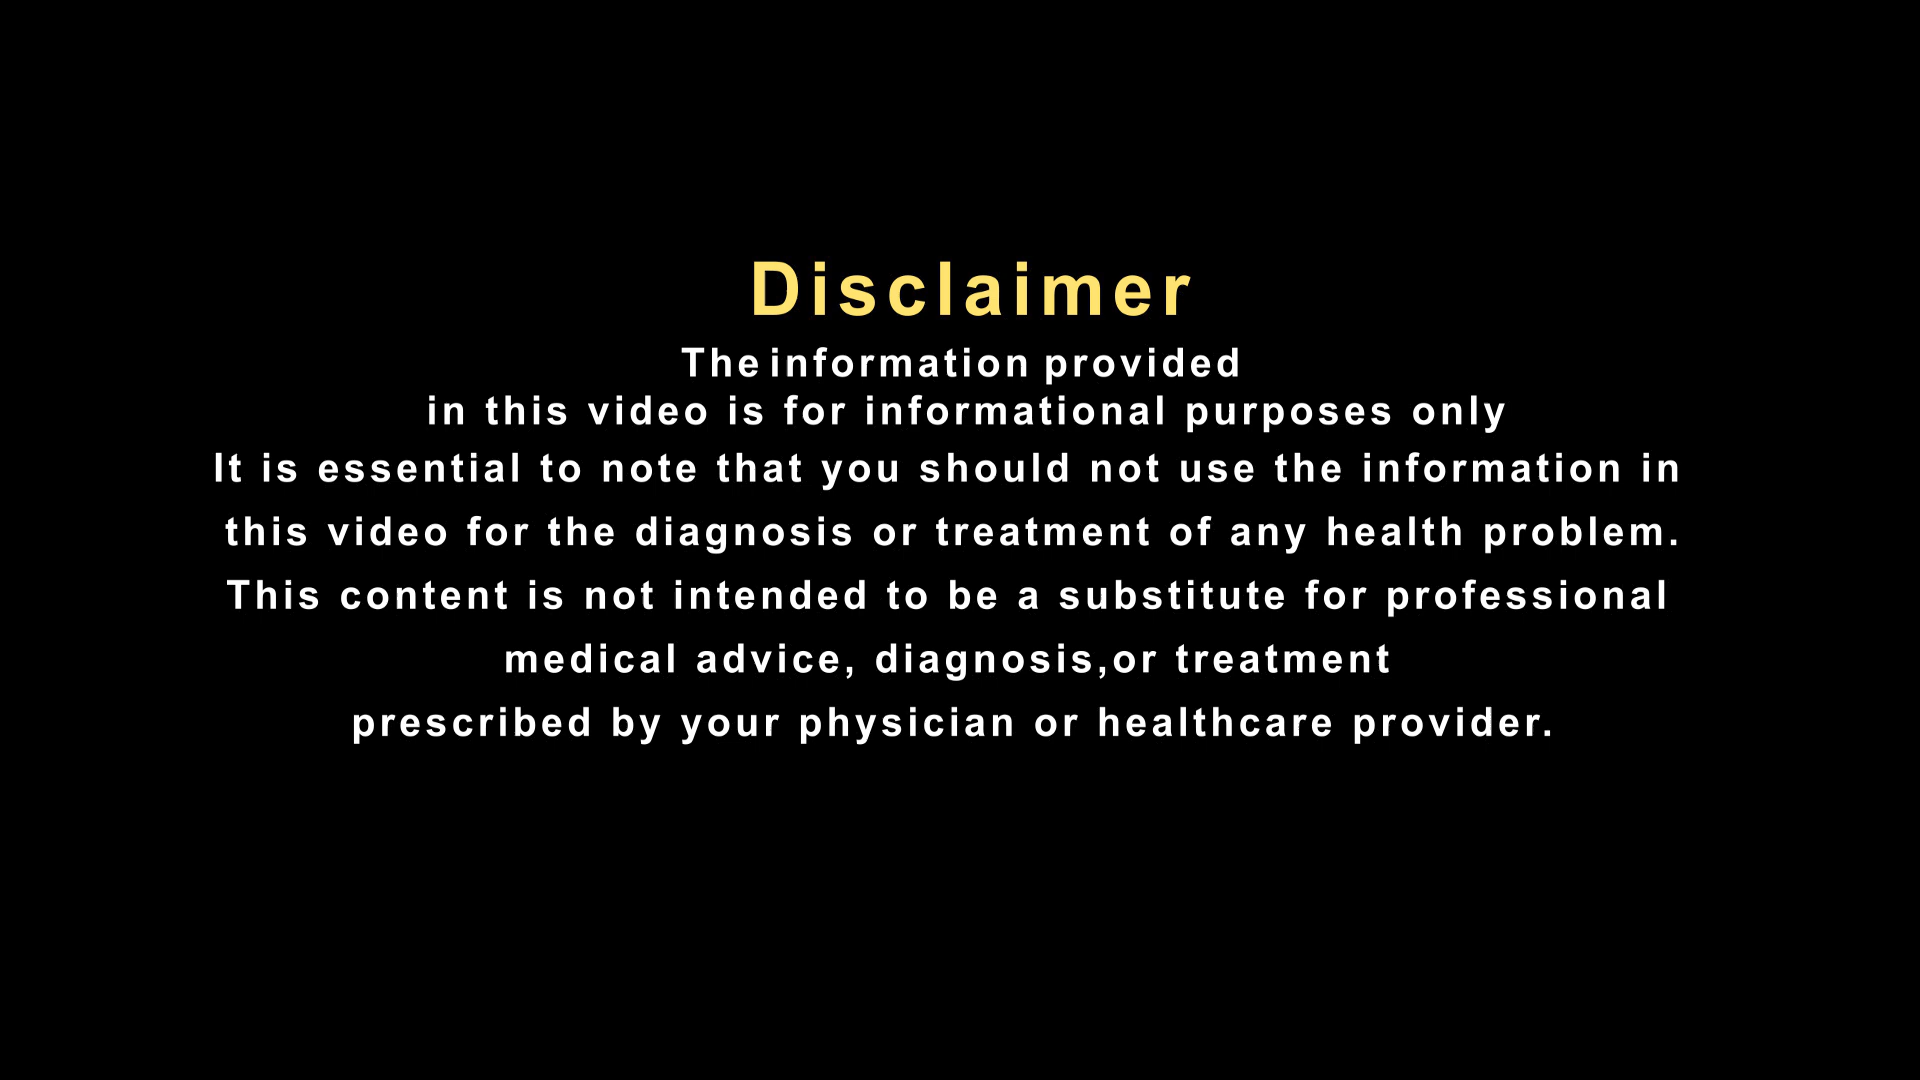 Disclaimer
The information provided
in this video is for informational purposes only
It is essential to note that you should not use the information in
this video for the diagnosis or treatment of any health problem.
This content is not intended to be a substitute for professional
medical advice, diagnosis,or treatment
prescribed by your physician or healthcare provider.